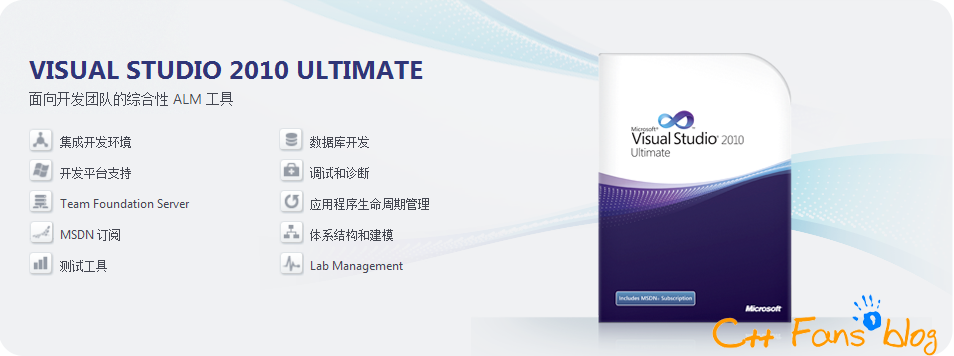 VISUAL STUDIO 2010 ULTIMATE
面向开发团队的综合性 ALM 工具
集成开发环境
开发平台支持
Team Foundation Server
MSDN 订阅
测试工具
数据库开发
调试和诊断
应用程序生命周期管理
体系结构和建模
Lab Management
Microsoft®
Visual Studio® 2010
Ultimate
Includes MSDN® Subscription
Microsoft
C++ Fans blog